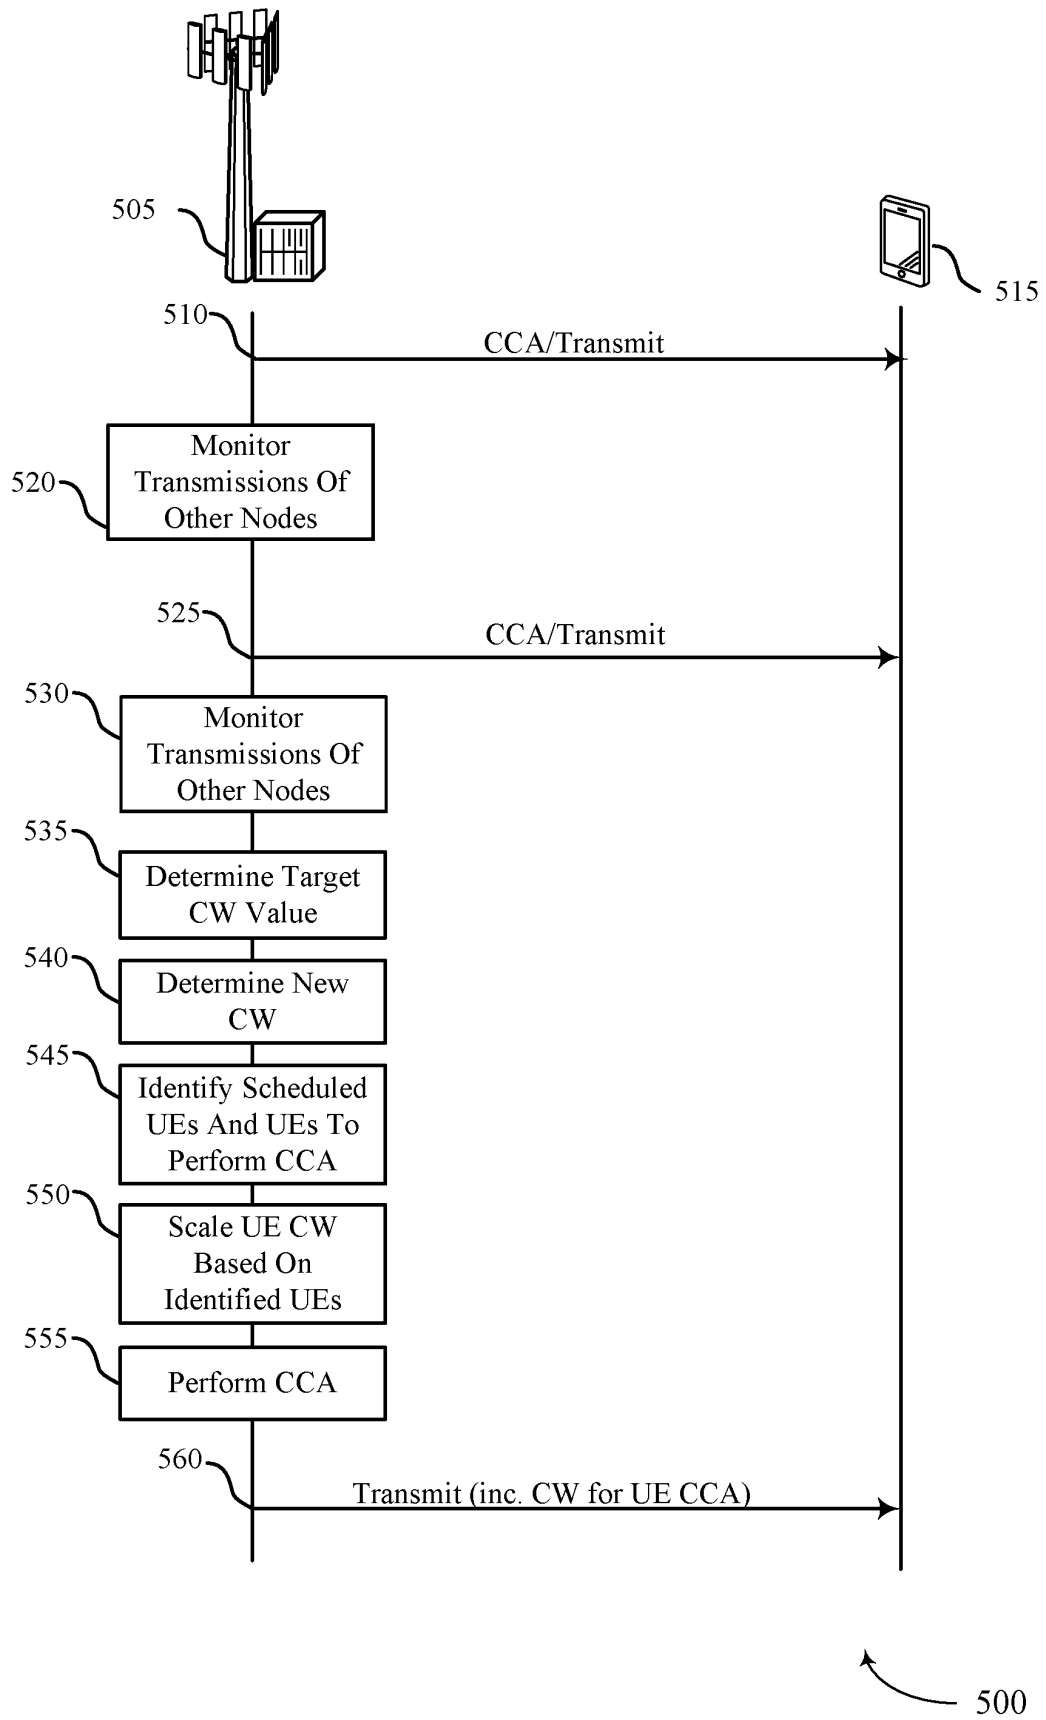 505
515
510
CCA/Transmit
Monitor
Transmissions Of
Other Nodes
520
525
CCA/Transmit
530
Monitor
Transmissions Of
Other Nodes
535
Determine Target
CW Value
540
Determine New
CW
545
Identify Scheduled
UEs And UEs To
Perform CCA
550
Scale UE CW
Based On
Identified UEs
555
Perform CCA
560
Transmit (inc. CW for UE CCA)
500